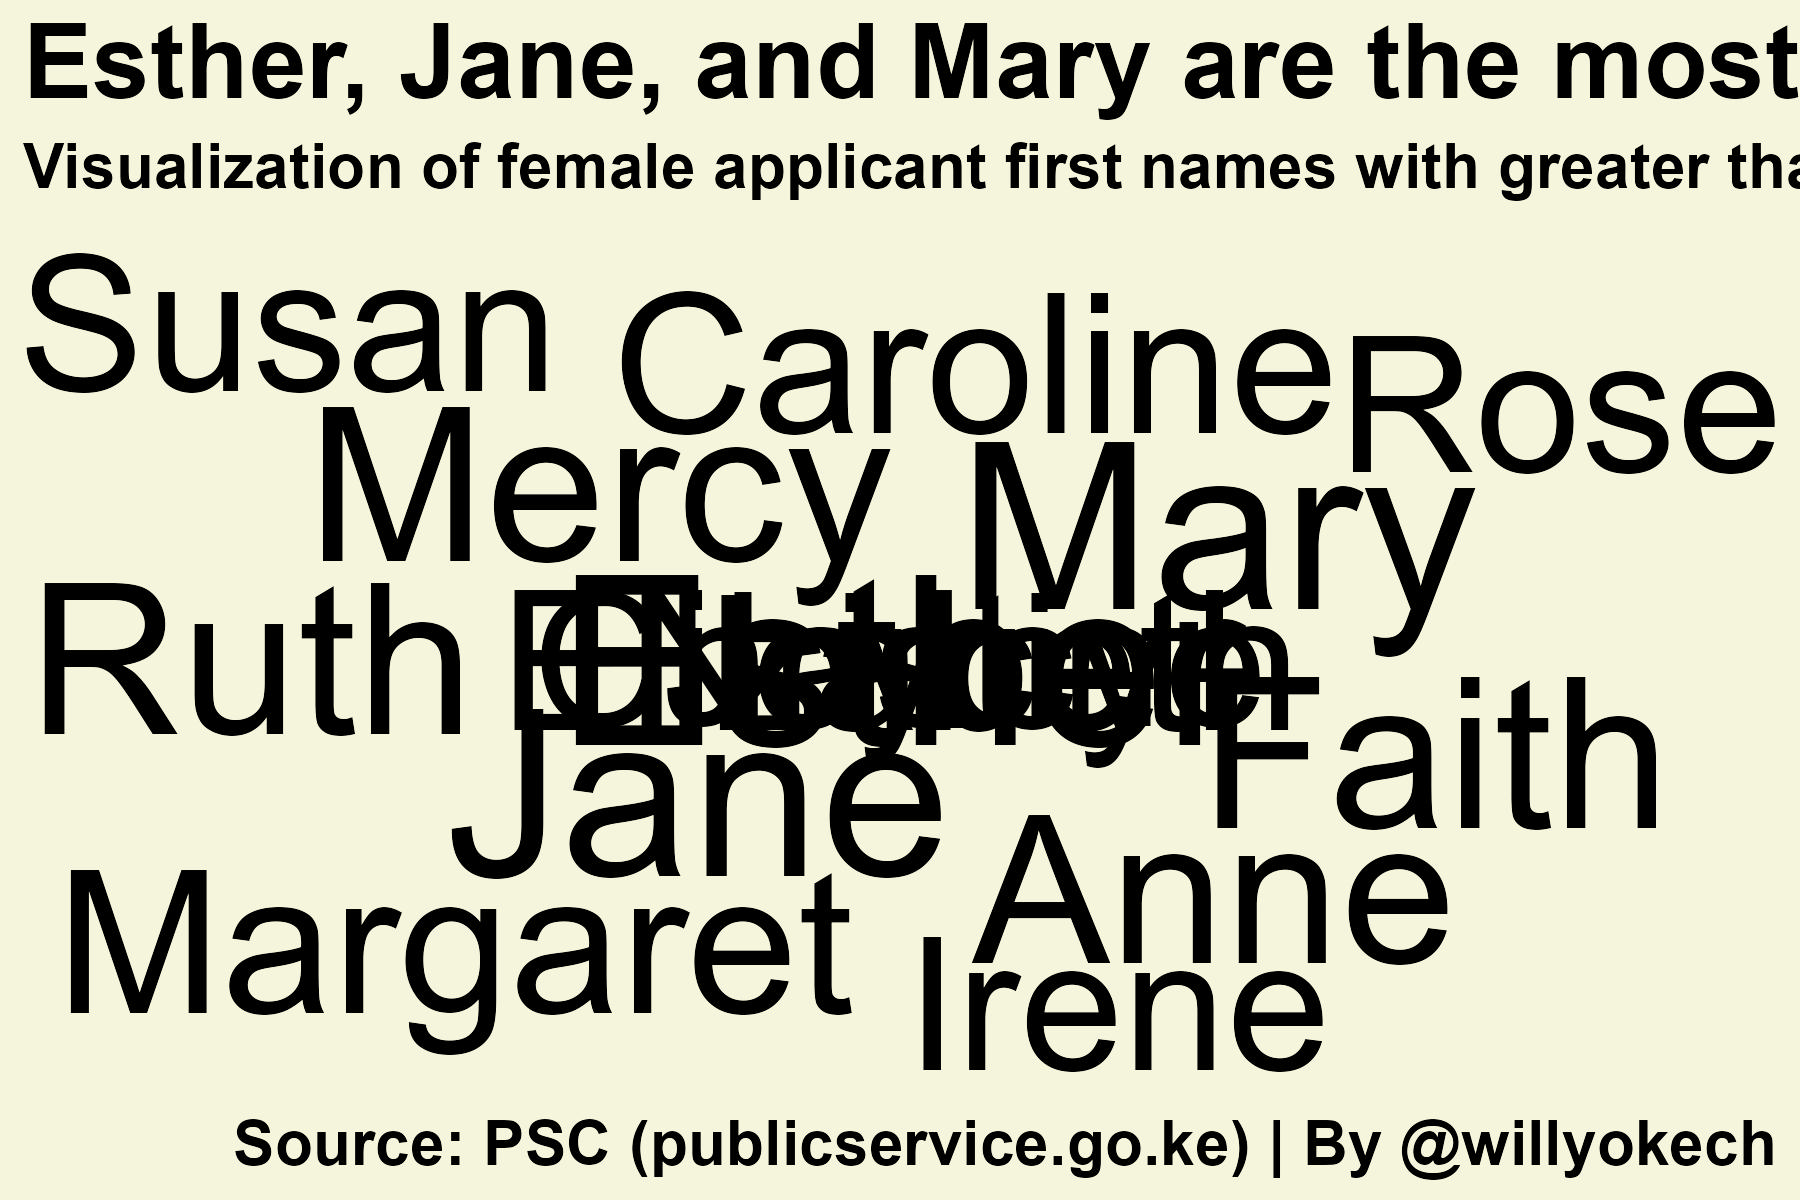 Esther, Jane, and Mary are the most
Visualization of female applicant first names with greater tha
Susan
Caroline
Rose
Mercy
Mary
Ruth
Esther
Faith
Jane
Anne
Margaret
Irene
Source: PSC (publicservice.go.ke) | By @willyokech